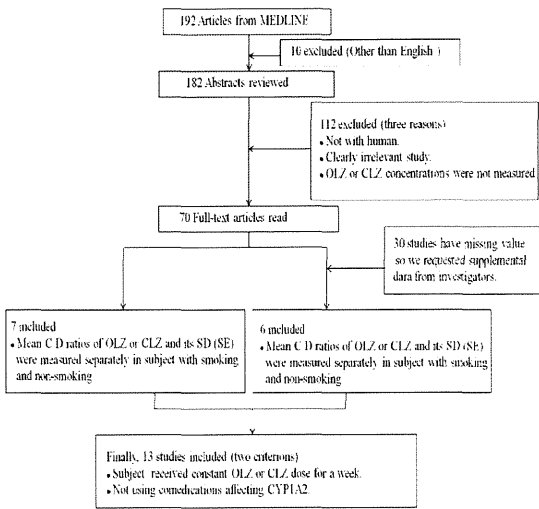 192 Articles from MEDLINE
10 excluded (Other than English )
182 Abstracts reviewed
112 excluded (three reasons)
• Not with human.
• Clearly irrelevant study.
• OLZ or CLZ concentrations were not measured
70 Full-text articles read
30 studies have missing value
so we requested supplemental
dara from investigators.
7 included
• Mean C D ratios of OLZ or CLZ and its SD (SE)
were measured separately in subject with smoking
and non-smoking
6 included
• Mean C D ratios of OLZ or CLZ and its SD (SE)
were measured separately in subject with smoking
and non-smoking
Finally, 13 studies included (two criterions)
• Subject received constant OLZ or CLZ dose for a week.
• Not using comedications affecting CYP1A2.